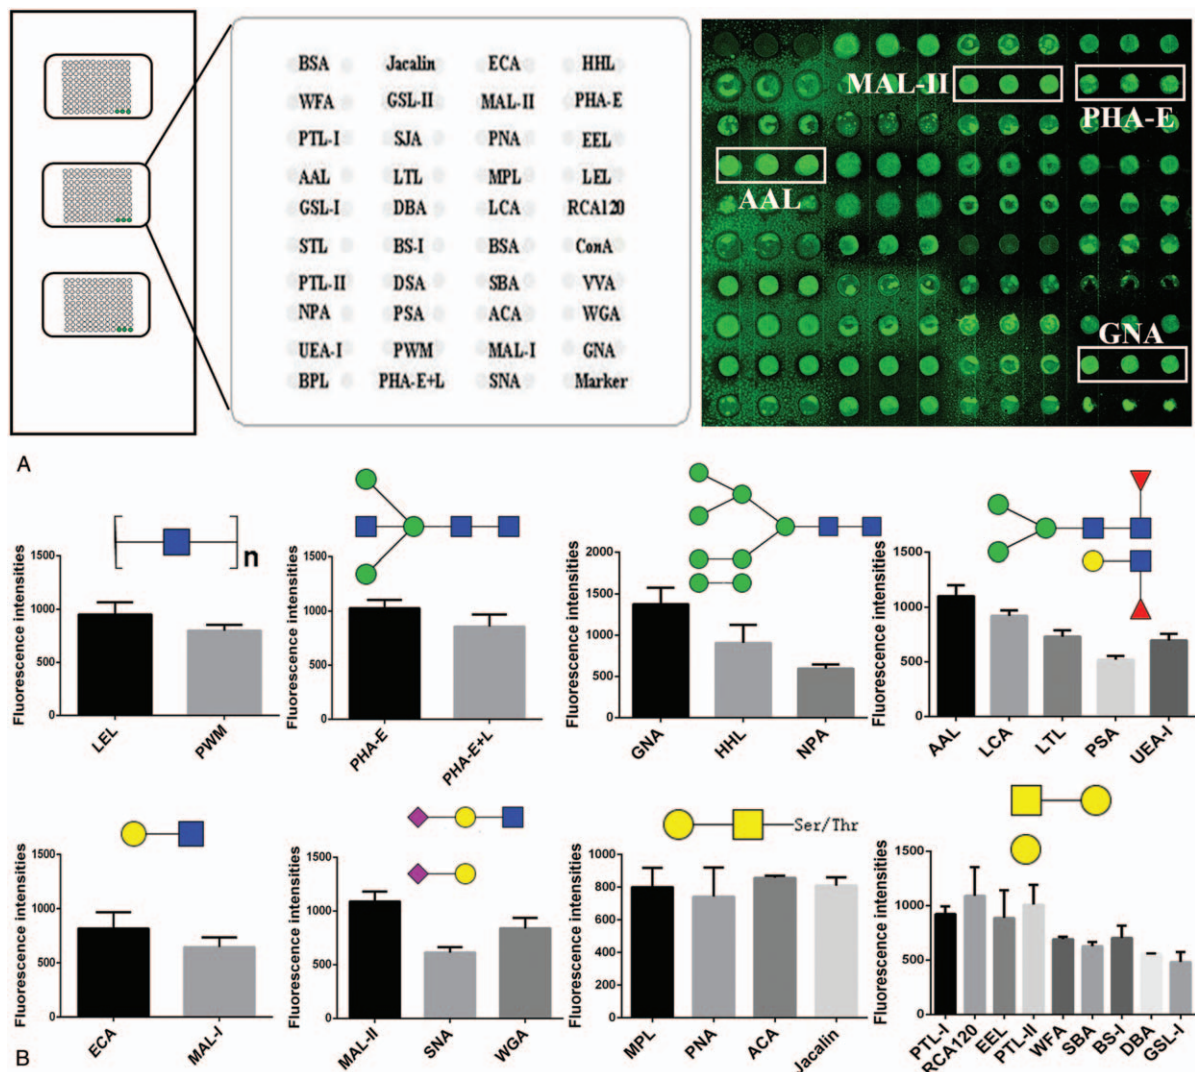 BSA Jacalin ECA HHL
WFA GSL-II MAL-II PHA-E
PTL-I SJA PNA EEL
AAL LTL MPL LEL
GSL-I DBA LCA RCA120
STL BS-I BSA ConA
PTL-II DSA SBA VVA
NPA PSA ACA WGA
UEA-I PWM MAL-I GNA
BPL PHA-E+L SNA Marker
MAL-II
PHA-E
AAL
GNA
A
n
Fluorescence intensities
1500
1000
500
0
LEL PWM
Fluorescence intensities
1500
1000
500
0
PHA-E PHA-E+L
Fluorescence intensities
2000
1500
1000
500
0
GNA HHL NPA
Fluorescence intensities
1500
1000
500
0
AAL LCA LTL PSA UEA-I
Fluorescence intensities
1500
1000
500
0
ECA MAL-I
Fluorescence intensities
1500
1000
500
0
MAL-II SNA WGA
Ser/Thr
Fluorescence intensities
1000
800
600
400
200
0
MPL PNA ACA Jacalin
Fluorescence intensities
1500
1000
500
0
PTL-I RCA120 EEL PTL-II WFA SBA BS-I DBA GSL-I
B